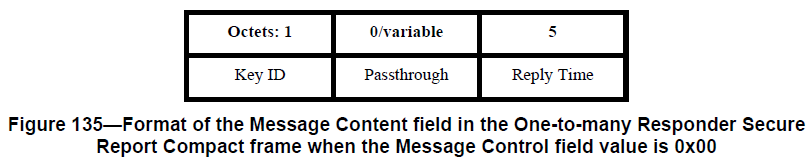 Octets: 1 0/variable 5
Key ID Passthrough Reply Time
Figure 135—Format of the Message Content field in the One-to-many Responder Secure
Report Compact frame when the Message Control field value is 0x00